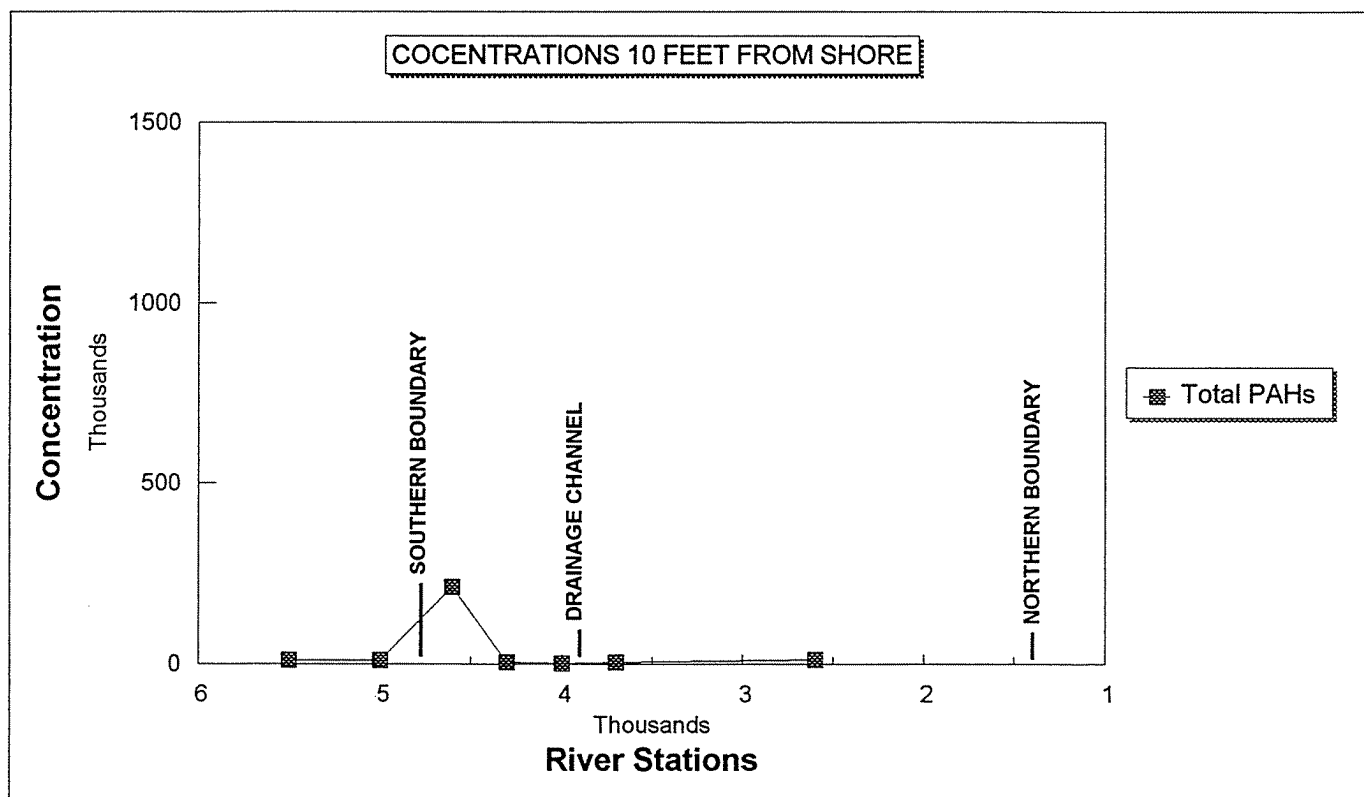 COCENTRATIONS 10 FEET FROM SHORE
1500
1000
500
0
Concentration
Thousands
SOUTHERN BOUNDARY
DRAINAGE CHANNEL
NORTHERN BOUNDARY
Total PAHs
6 5 4 3 2 1
Thousands
River Stations